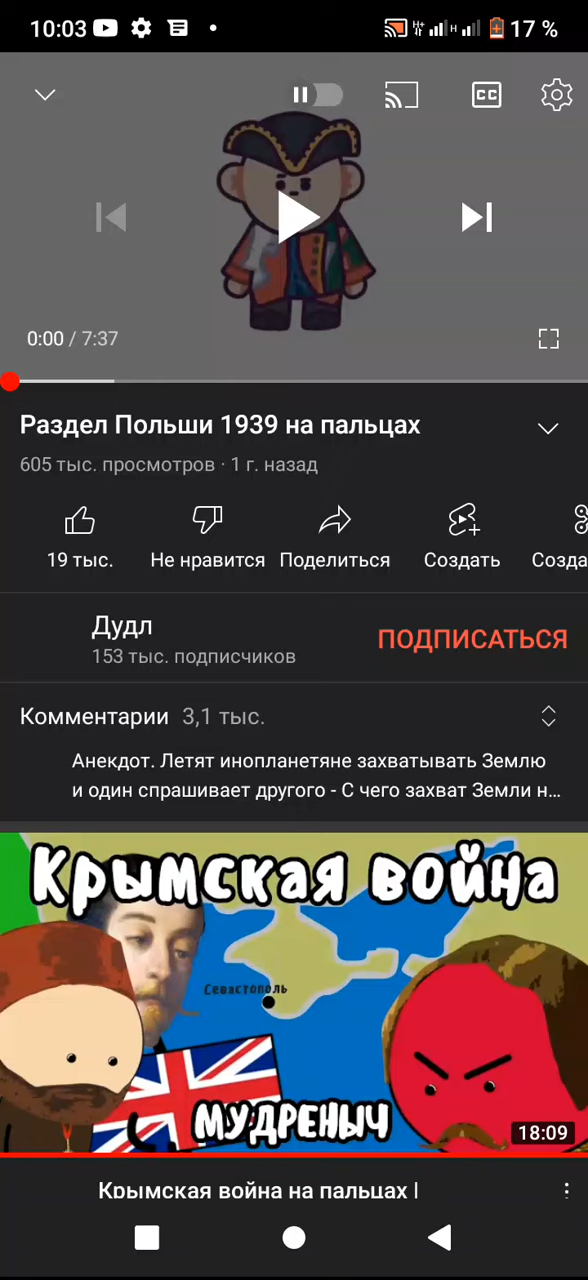 10:03
17 %
CC
0:00 / 7:37
Раздел Польши 1939 на пальцах
605 тыс. просмотров · 1 г. назад
19 тыс.
Не нравится
Поделиться
Создать
Созда
Дудл
153 тыс. подписчиков
ПОДПИСАТЬСЯ
Комментарии 3,1 тыс.
Анекдот. Летят инопланетяне захватывать Землю
и один спрашивает другого - С чего захват Земли н...
Крымская война
Севастополь
МУДРЕНЫЧ
18:09
Крымская война на пальцах |